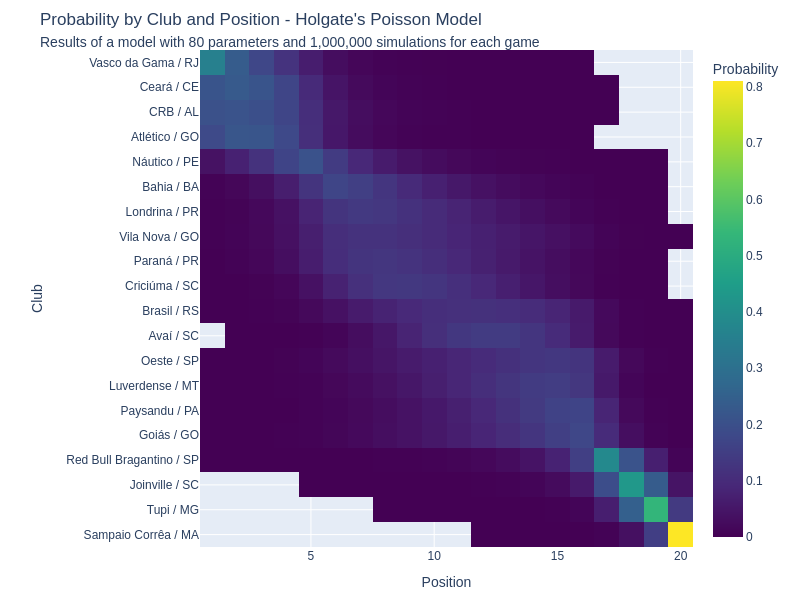 Probability by Club and Position - Holgate's Poisson Model
Results of a model with 80 parameters and 1,000,000 simulations for each game
Probability
Club
Vasco da Gama / RJ
Ceará / CE
CRB / AL
Atlético / GO
Náutico / PE
Bahia / BA
Londrina / PR
Vila Nova / GO
Paraná / PR
Criciúma / SC
Brasil / RS
Avaí / SC
Oeste / SP
Luverdense / MT
Paysandu / PA
Goiás / GO
Red Bull Bragantino / SP
Joinville / SC
Tupi / MG
Sampaio Corrêa / MA
0.8
0.7
0.6
0.5
0.4
0.3
0.2
0.1
0
5 10 15 20
Position